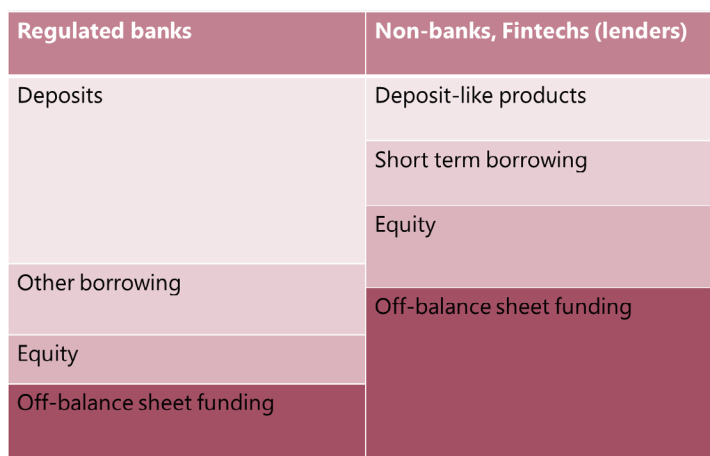 Regulated banks
Non-banks, Fintechs (lenders)
Deposits
Deposit-like products
Short term borrowing
Equity
Other borrowing
Off-balance sheet funding
Equity
Off-balance sheet funding